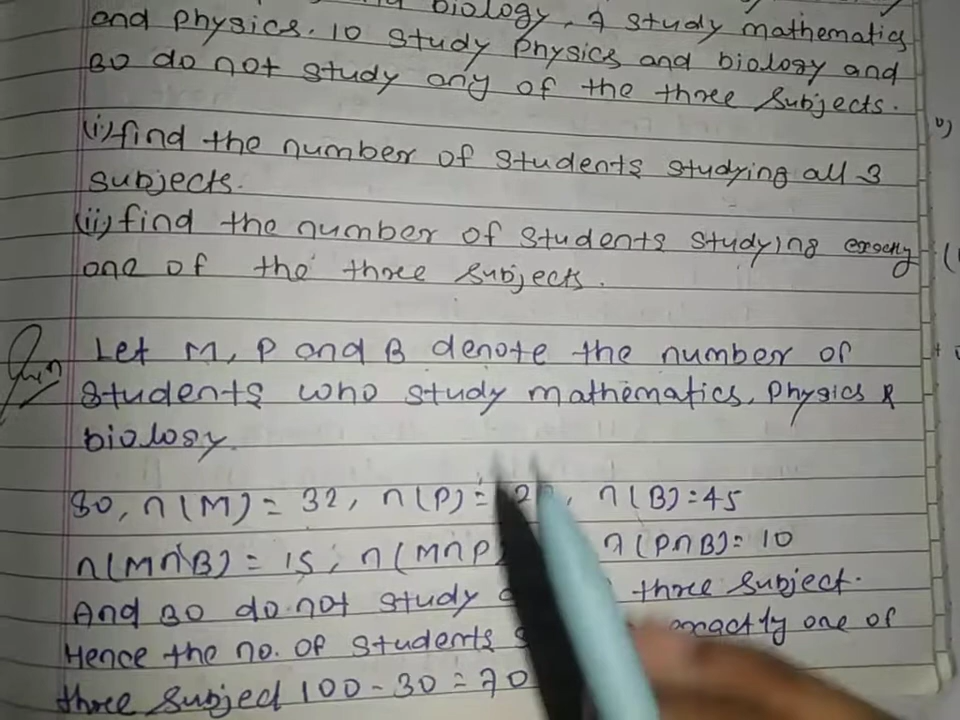 biology, 7 study mathematics
and physics. 10 study physics and biology and
30 do not study any of the three subjects.
(i) find the number of students studying all 3
subjects.
(ii) find the number of students studying exactly
one of the three subjects.
Let M, P and B denote the number of
students who study mathematics, physics &
biology.
So, n(M) = 32, n(P) = 20, n(B) = 45
n(M∩B) = 15, n(M∩P) n(P∩B) = 10
And 30 do not study three subject.
Hence the no. of students exactly one of
three subject 100 - 30 = 70